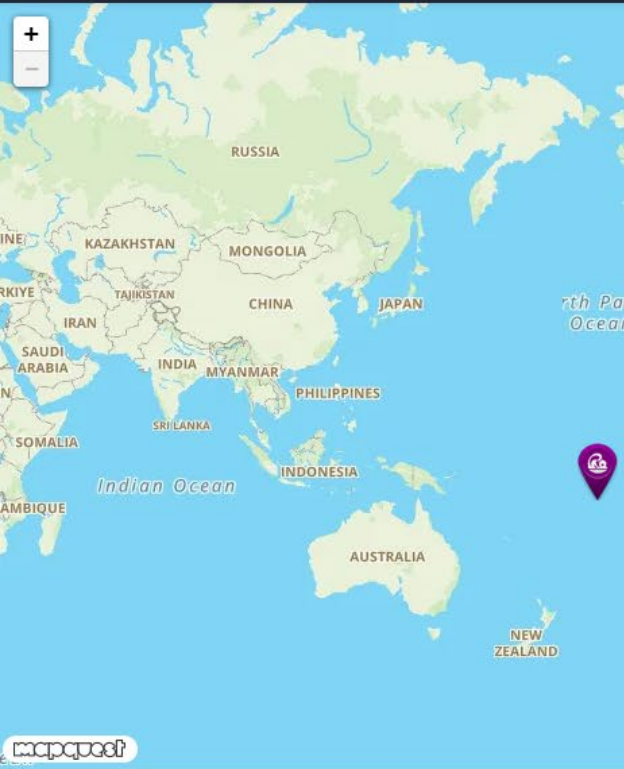 +
−
RUSSIA
INE
KAZAKHSTAN
MONGOLIA
RKIYE
TAJIKISTAN
CHINA
JAPAN
rth Pa
Ocean
IRAN
SAUDI
ARABIA
INDIA
MYANMAR
N
PHILIPPINES
SRI LANKA
SOMALIA
INDONESIA
Indian Ocean
AMBIQUE
AUSTRALIA
NEW
ZEALAND
mapquest